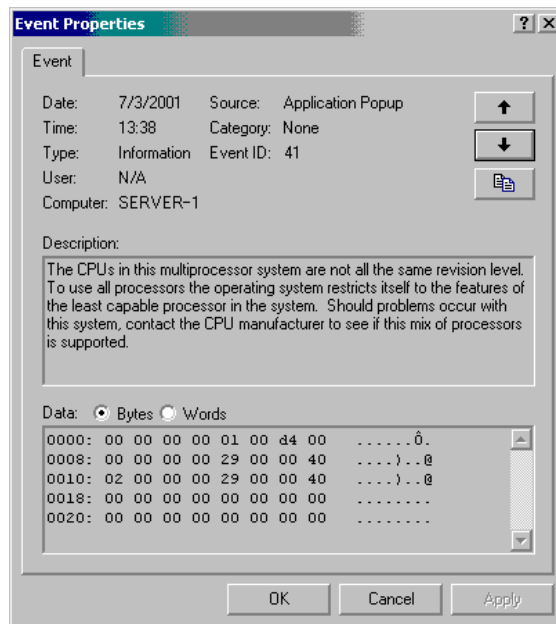 Event Properties
Event
Date: 7/3/2001 Source: Application Popup
Time: 13:38 Category: None
Type: Information Event ID: 41
User: N/A
Computer: SERVER-1
Description:
The CPUs in this multiprocessor system are not all the same revision level.
To use all processors the operating system restricts itself to the features of
the least capable processor in the system. Should problems occur with
this system, contact the CPU manufacturer to see if this mix of processors
is supported.
Data: Bytes Words
0000: 00 00 00 00 01 00 d4 00 ......Ô.
0008: 00 00 00 00 29 00 00 40 ....)..@
0010: 02 00 00 00 29 00 00 40 ....)..@
0018: 00 00 00 00 00 00 00 00 ........
0020: 00 00 00 00 00 00 00 00 ........
OK Cancel Apply